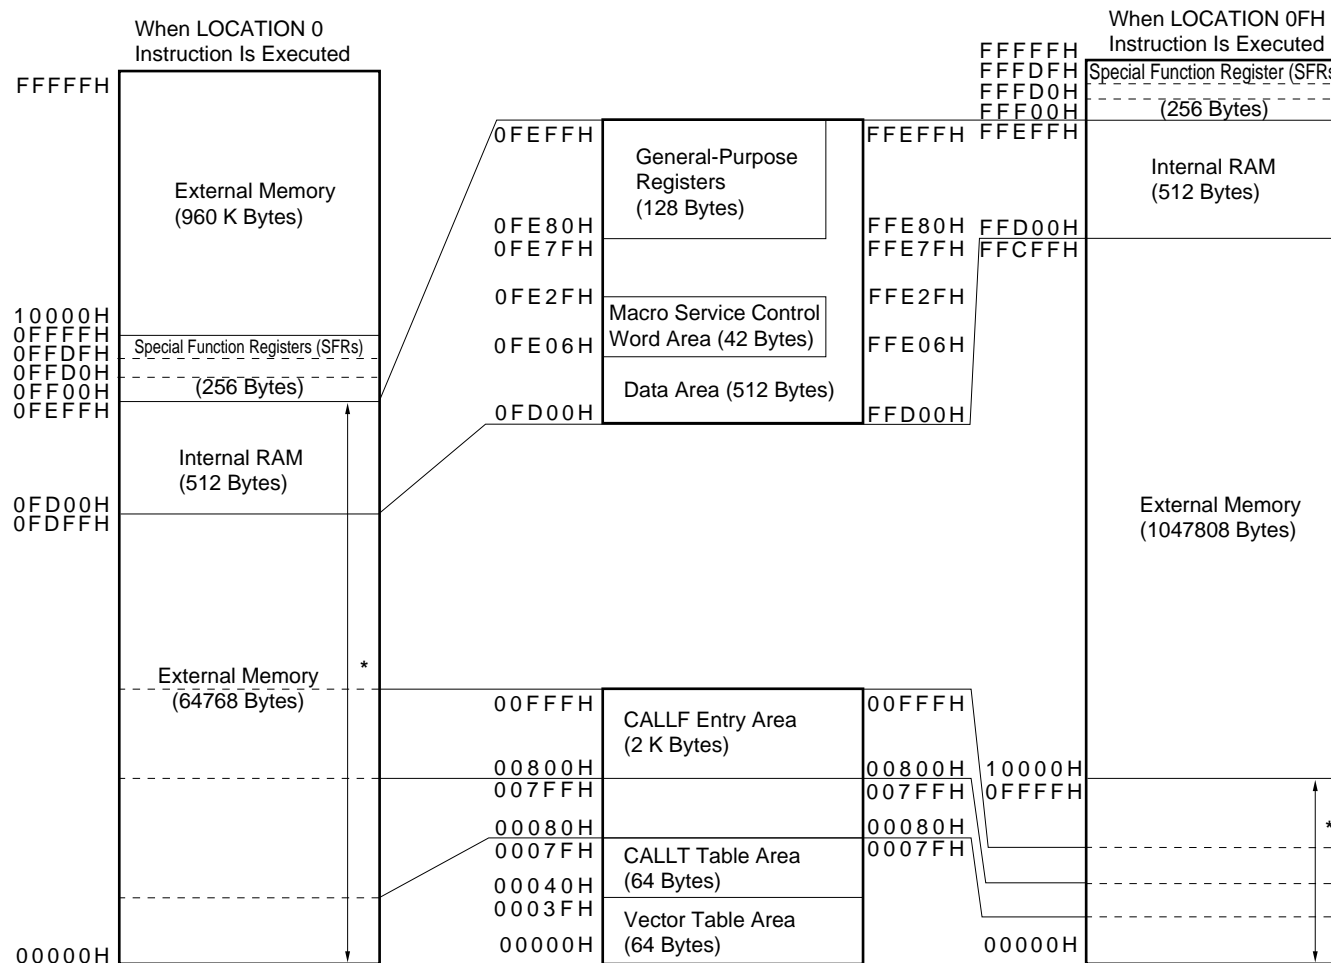 When LOCATION 0
Instruction Is Executed
FFFFFH
External Memory
(960 K Bytes)
10000H
0FFFFH
0FFDFH
0FFD0H
0FF00H
0FEFFH
Special Function Registers (SFRs)
(256 Bytes)
Internal RAM
(512 Bytes)
0FD00H
0FDFFH
External Memory
(64768 Bytes)
*
00000H
0FEFFH
0FE80H
0FE7FH
0FE2FH
0FE06H
0FD00H
General-Purpose
Registers
(128 Bytes)
Macro Service Control
Word Area (42 Bytes)
Data Area (512 Bytes)
FFEFFH
FFE80H
FFE7FH
FFE2FH
FFE06H
FFD00H
00FFFH
00800H
007FFH
00080H
0007FH
00040H
0003FH
00000H
CALLF Entry Area
(2 K Bytes)
CALLT Table Area
(64 Bytes)
Vector Table Area
(64 Bytes)
00FFFH
00800H
007FFH
00080H
0007FH
When LOCATION 0FH
Instruction Is Executed
FFFFFH
FFFDFH
FFFD0H
FFF00H
FFEFFH
Special Function Register (SFRs
(256 Bytes)
Internal RAM
(512 Bytes)
FFD00H
FFCFFH
External Memory
(1047808 Bytes)
10000H
0FFFFH
*
00000H